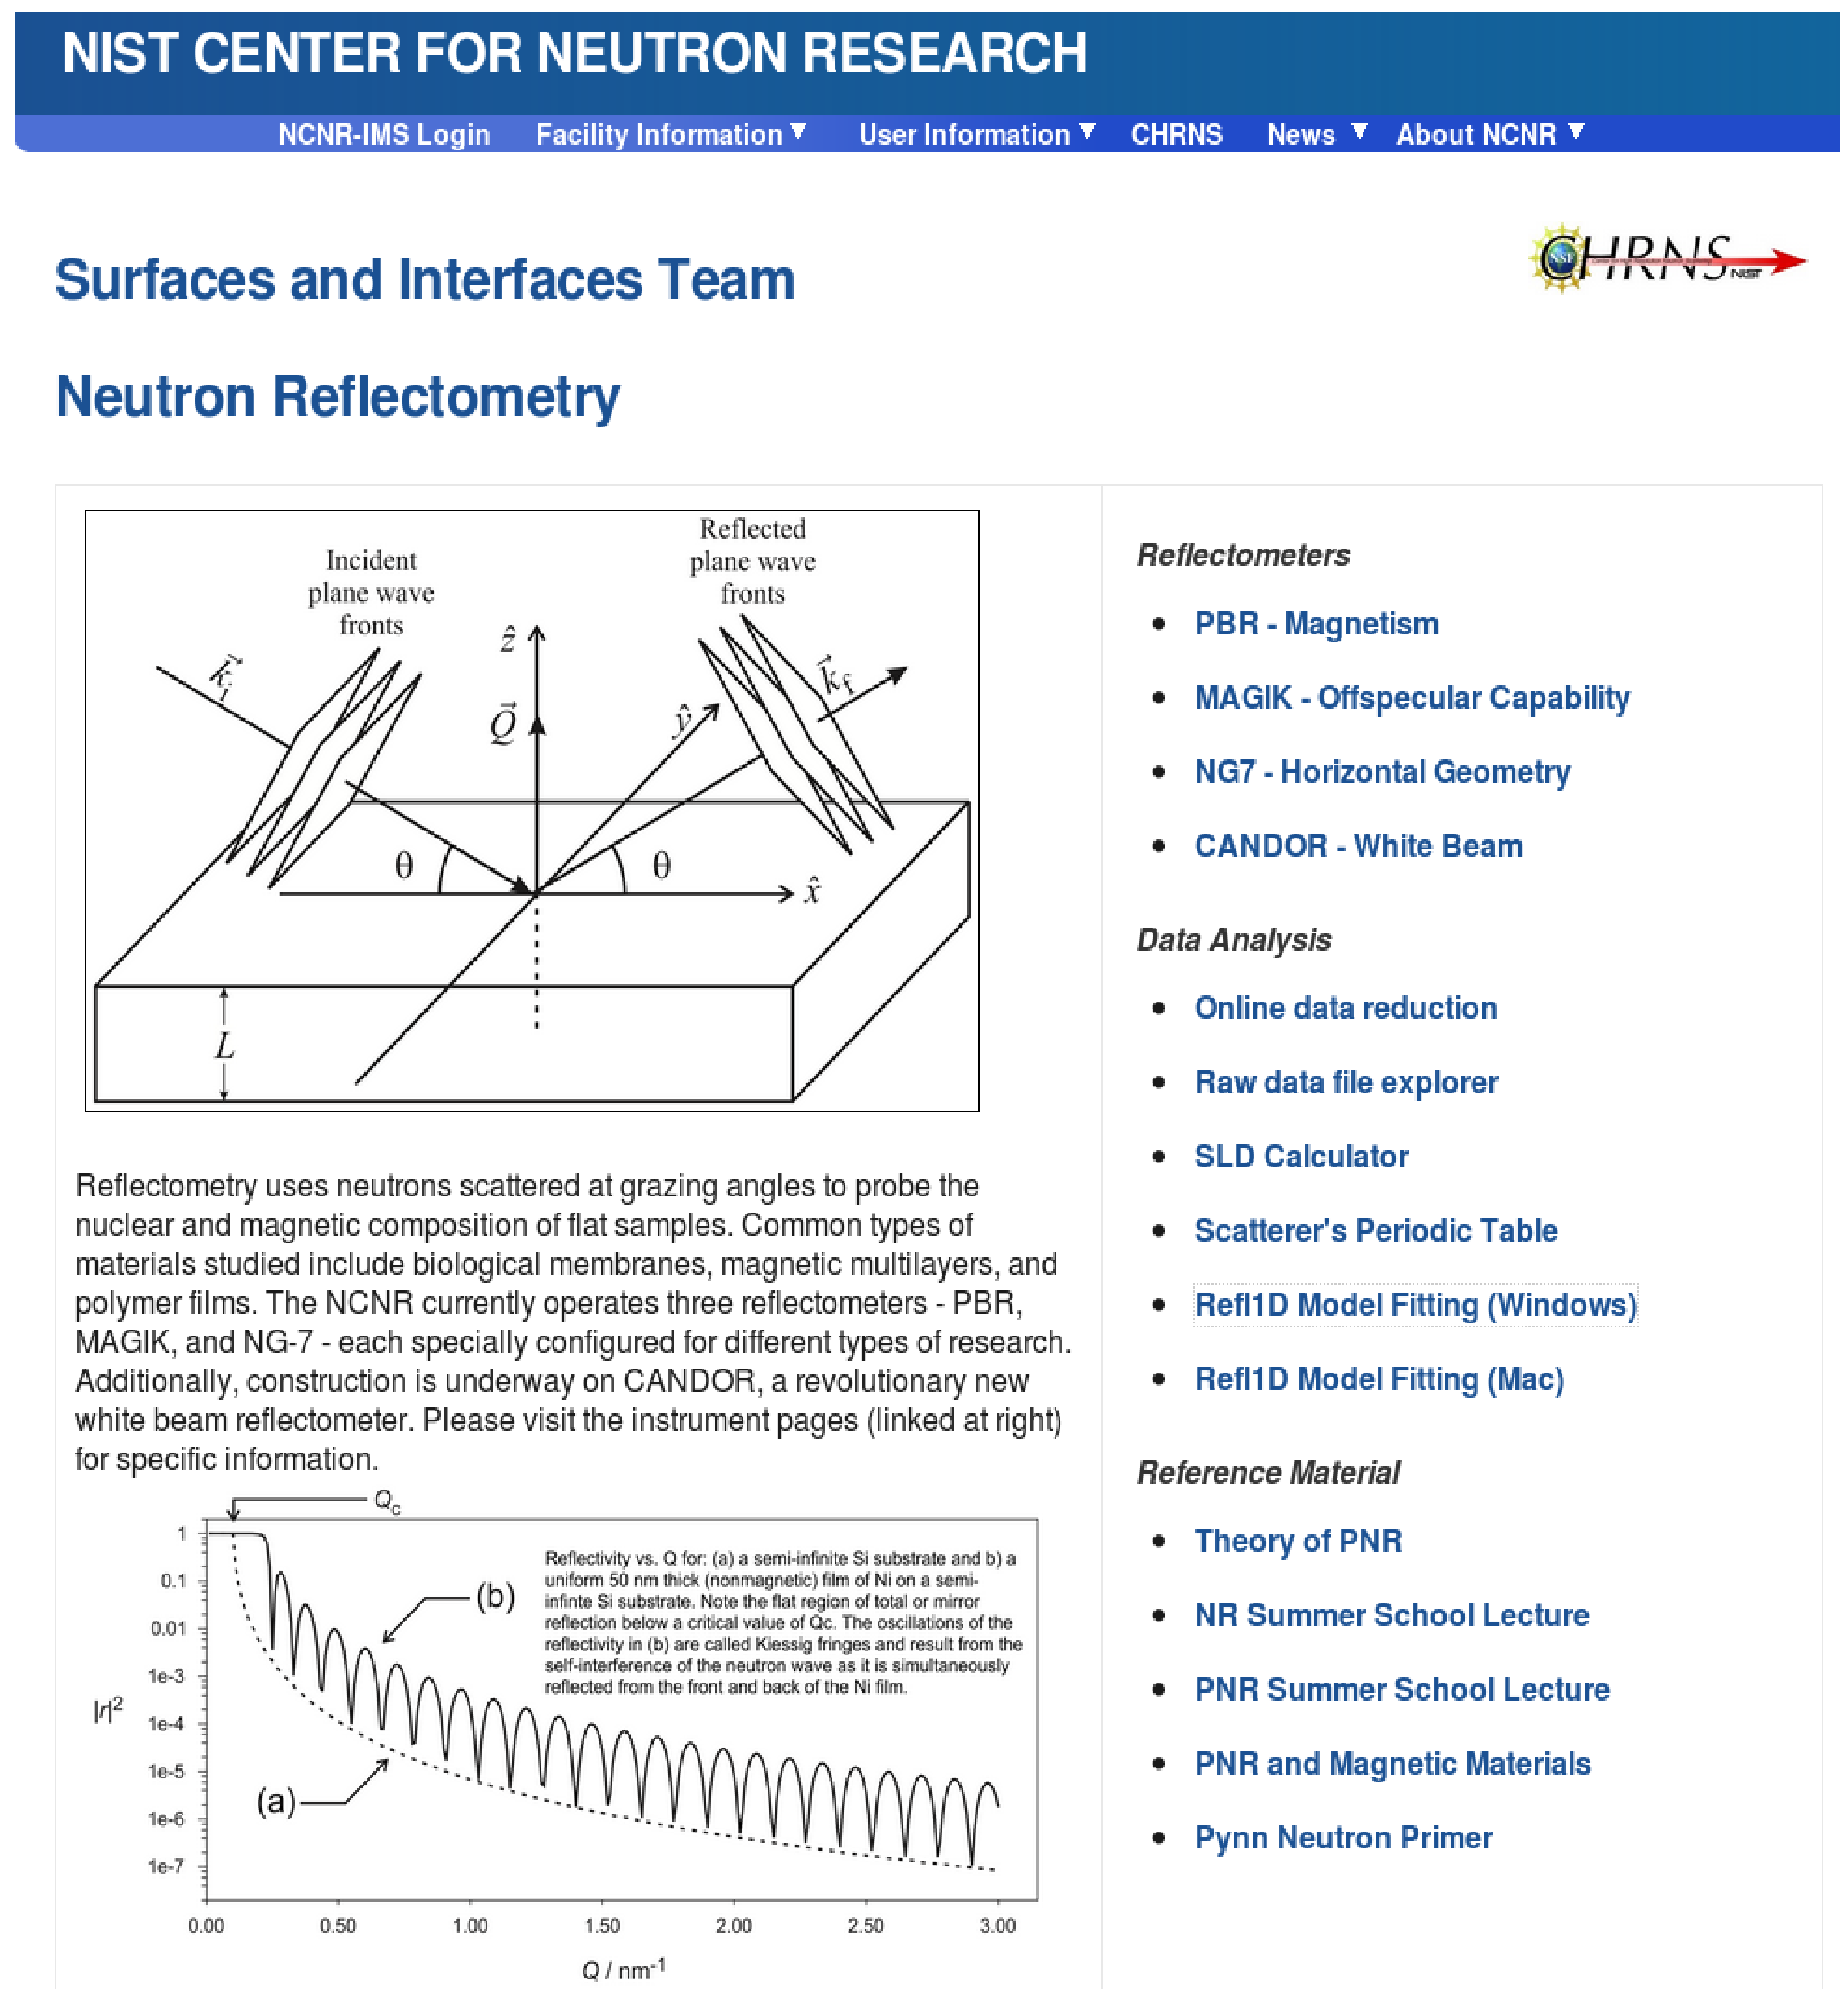 NIST CENTER FOR NEUTRON RESEARCH
NCNR-IMS Login Facility Information ▼ User Information ▼ CHRNS News ▼ About NCNR ▼
CHRNS
NSF
NIST
Surfaces and Interfaces Team
Neutron Reflectometry
Incident
plane wave
fronts
Reflected
plane wave
fronts
k⃗i
ẑ
Q⃗
ŷ
k⃗f
θ
θ
x̂
L
Reflectometry uses neutrons scattered at grazing angles to probe the
nuclear and magnetic composition of flat samples. Common types of
materials studied include biological membranes, magnetic multilayers, and
polymer films. The NCNR currently operates three reflectometers - PBR,
MAGIK, and NG-7 - each specially configured for different types of research.
Additionally, construction is underway on CANDOR, a revolutionary new
white beam reflectometer. Please visit the instrument pages (linked at right)
for specific information.
Qc
Reflectivity vs. Q for: (a) a semi-infinite Si substrate and b) a
uniform 50 nm thick (nonmagnetic) film of Ni on a semi-
infinte Si substrate. Note the flat region of total or mirror
reflection below a critical value of Qc. The oscillations of the
reflectivity in (b) are called Kiessig fringes and result from the
self-interference of the neutron wave as it is simultaneously
reflected from the front and back of the Ni film.
(b)
(a)
|r|²
1
0.1
0.01
1e-3
1e-4
1e-5
1e-6
1e-7
0.00 0.50 1.00 1.50 2.00 2.50 3.00
Q / nm⁻¹
Reflectometers
• PBR - Magnetism
• MAGIK - Offspecular Capability
• NG7 - Horizontal Geometry
• CANDOR - White Beam
Data Analysis
• Online data reduction
• Raw data file explorer
• SLD Calculator
• Scatterer's Periodic Table
• Refl1D Model Fitting (Windows)
• Refl1D Model Fitting (Mac)
Reference Material
• Theory of PNR
• NR Summer School Lecture
• PNR Summer School Lecture
• PNR and Magnetic Materials
• Pynn Neutron Primer